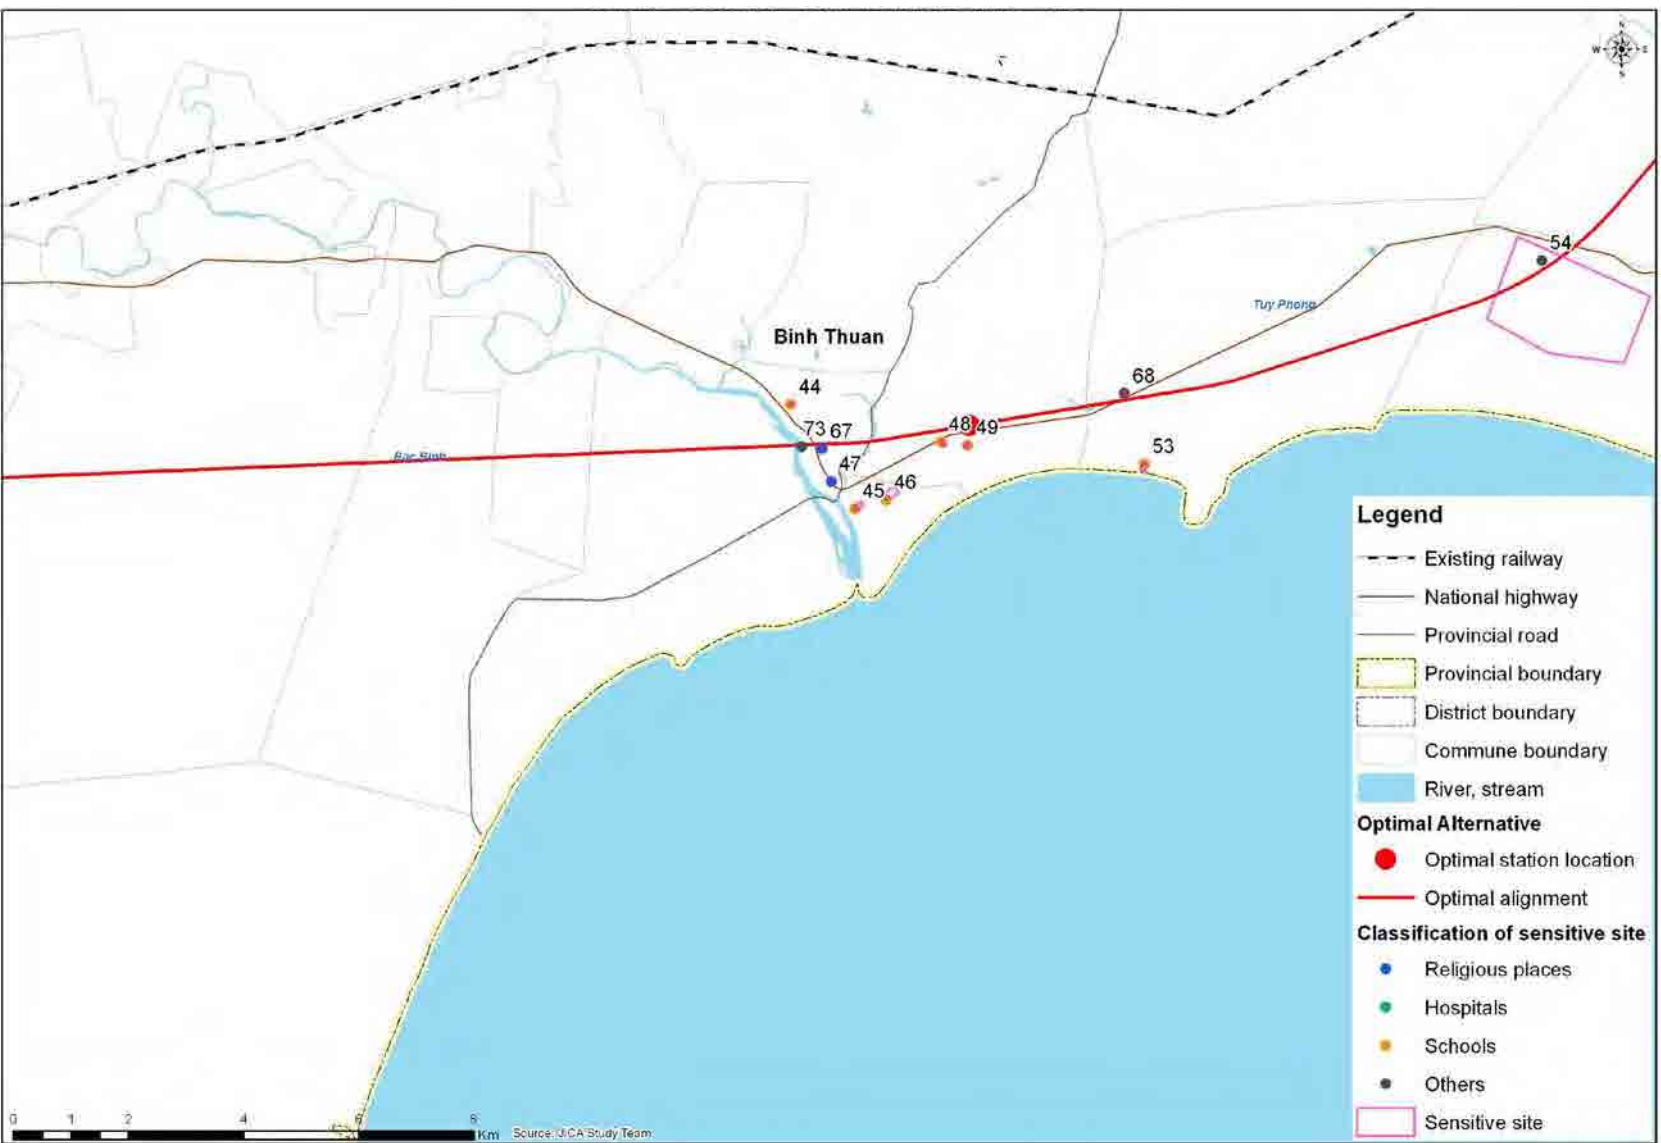 N
W E
S
54
Tuy Phong
Binh Thuan
68
44
73 67
48 49
Bac Binh
53
47
45 46
Legend
Existing railway
National highway
Provincial road
Provincial boundary
District boundary
Commune boundary
River, stream
Optimal Alternative
Optimal station location
Optimal alignment
Classification of sensitive site
Religious places
Hospitals
Schools
Others
Sensitive site
0 1 2 4 6 8
Km Source: JICA Study Team